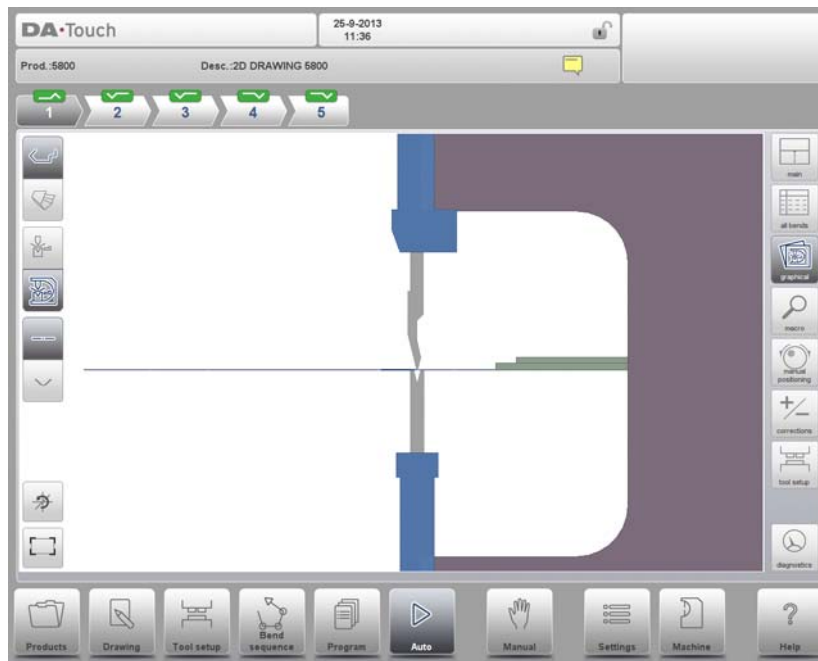 DA·Touch
25-9-2013
11:36
Prod.:5800
Desc.:2D DRAWING 5800
1
2
3
4
5
main
all bends
graphical
macro
manual
positioning
corrections
tool setup
diagnostics
Products
Drawing
Tool setup
Bend
sequence
Program
Auto
Manual
Settings
Machine
?
Help